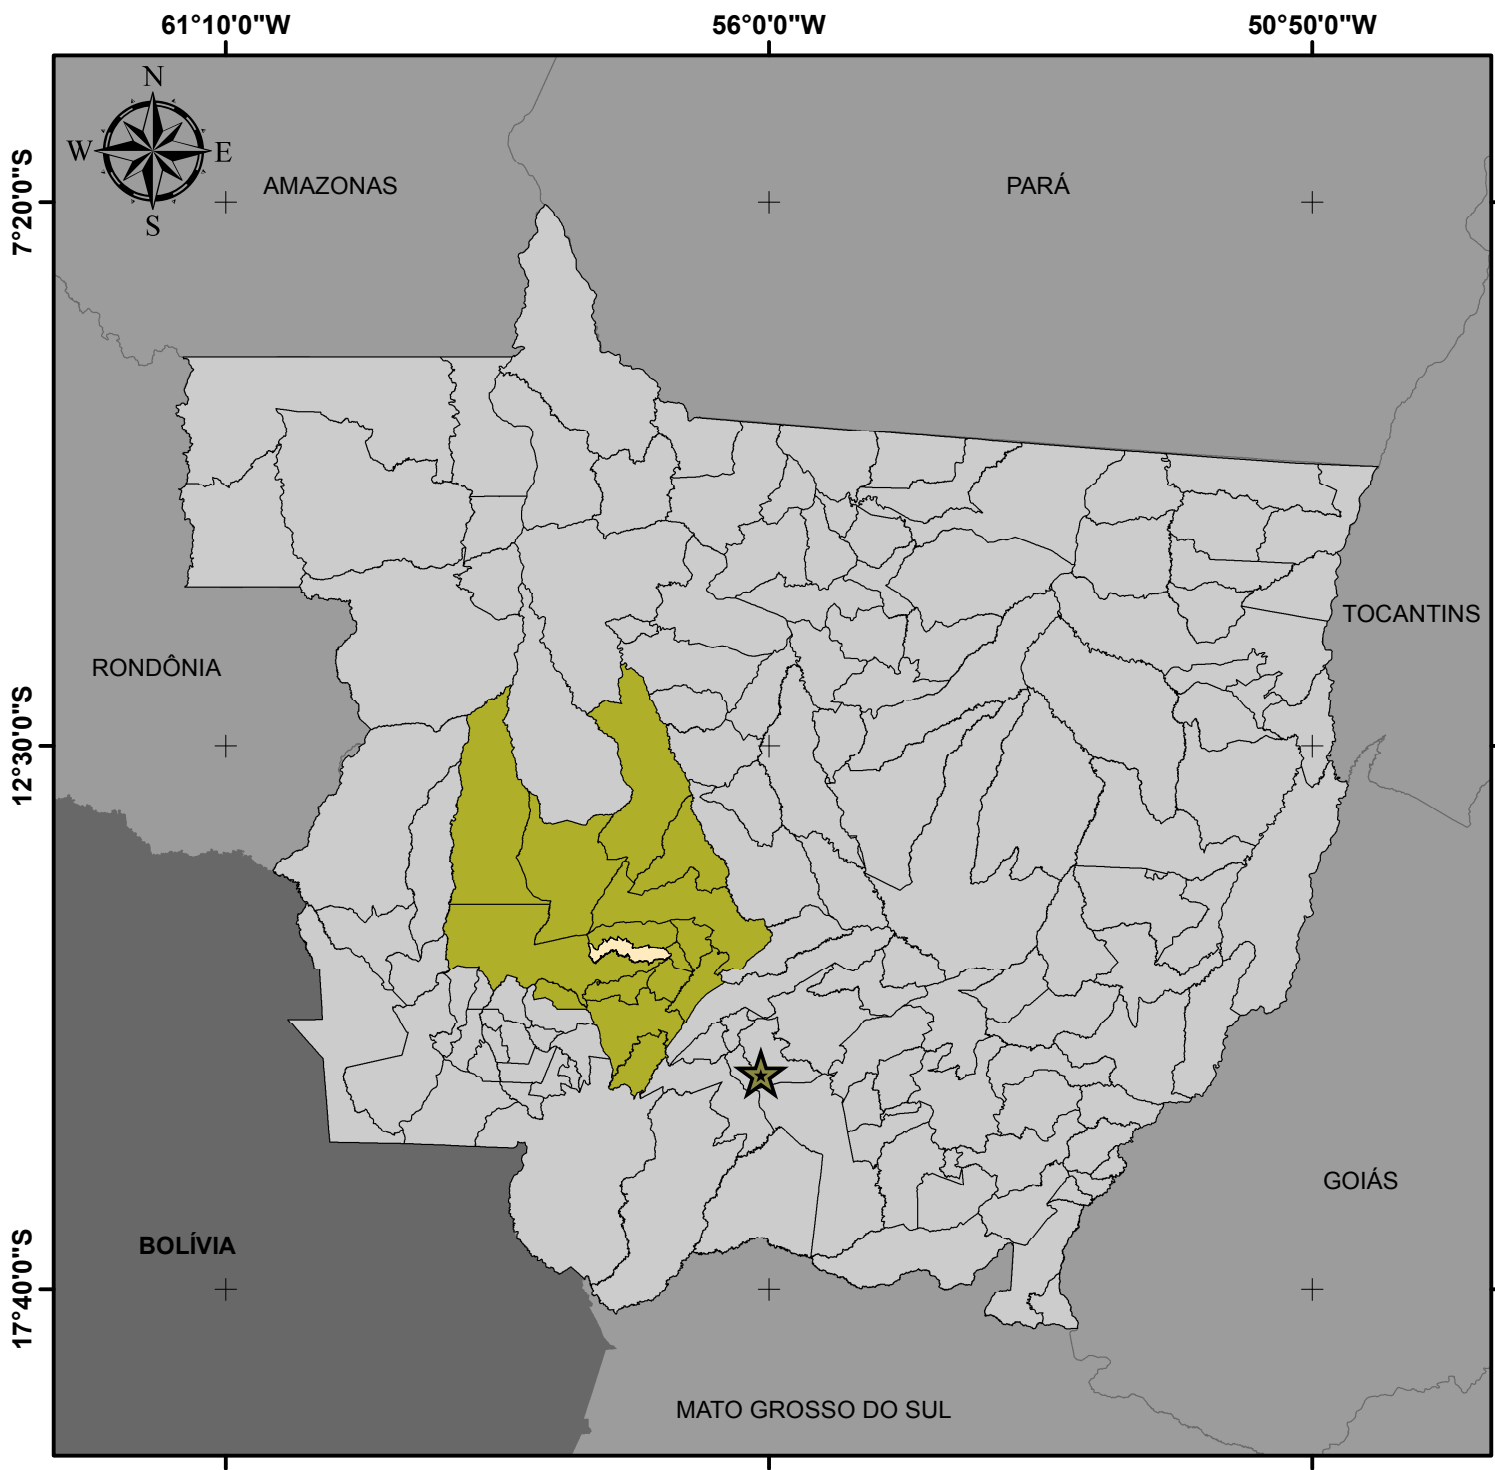 61°10'0"W 56°0'0"W 50°50'0"W
N
W E
S
AMAZONAS PARÁ
7°20'0"S
TOCANTINS
RONDÔNIA
12°30'0"S
GOIÁS
BOLÍVIA
17°40'0"S
MATO GROSSO DO SUL